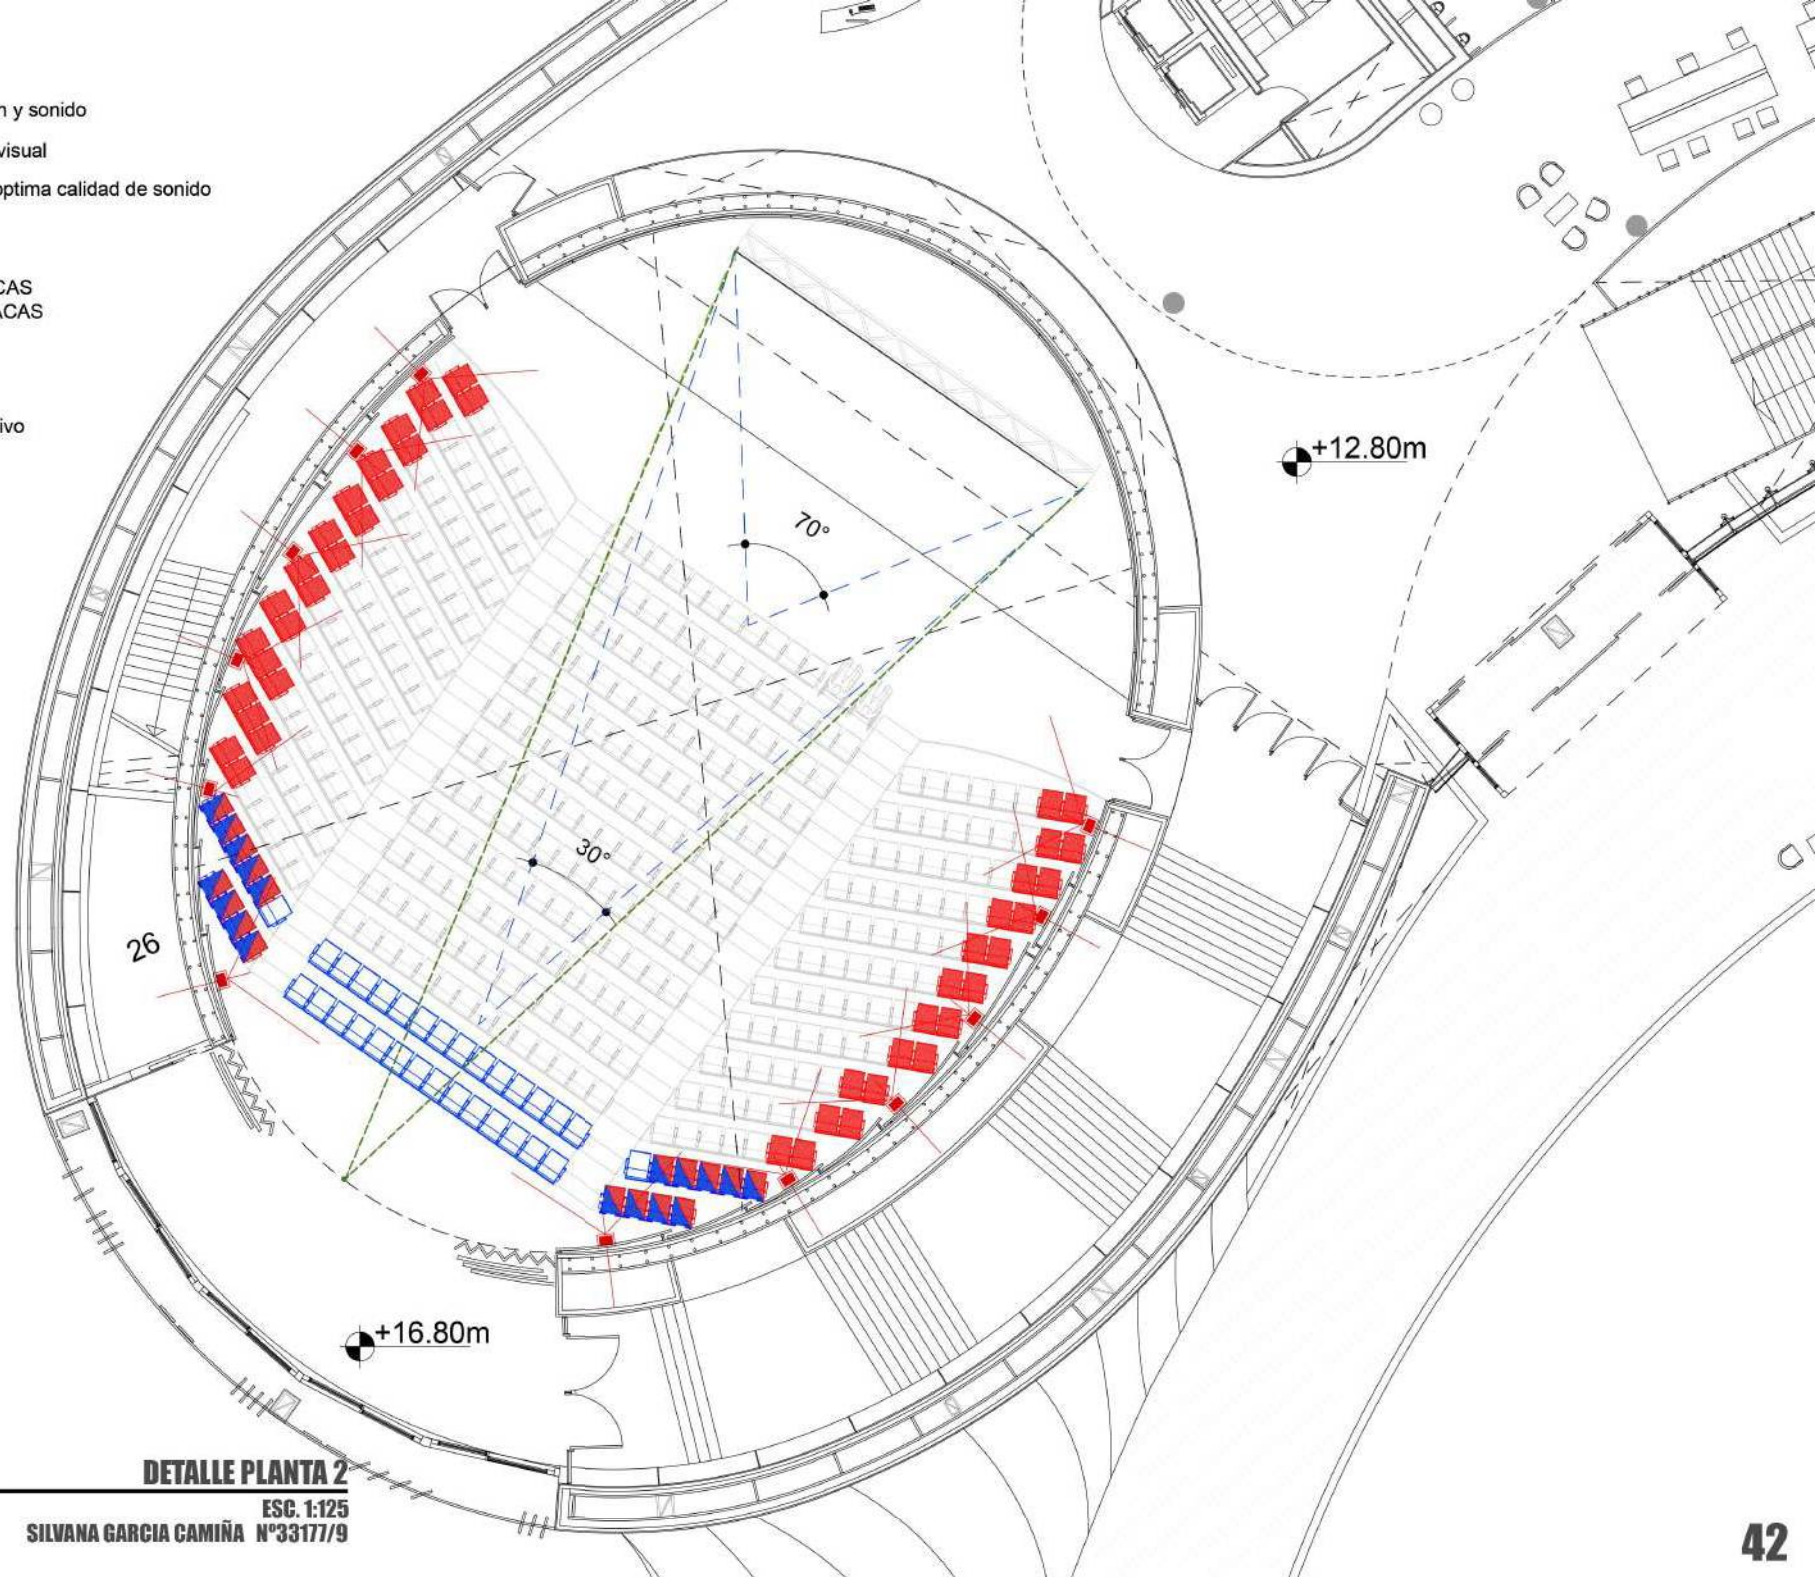 n y sonido
visual
optima calidad de sonido
CAS
ACAS
ivo
+12.80m
70°
30°
26
+16.80m
DETALLE PLANTA 2
ESC. 1:125
SILVANA GARCIA CAMIÑA Nº33177/9
42